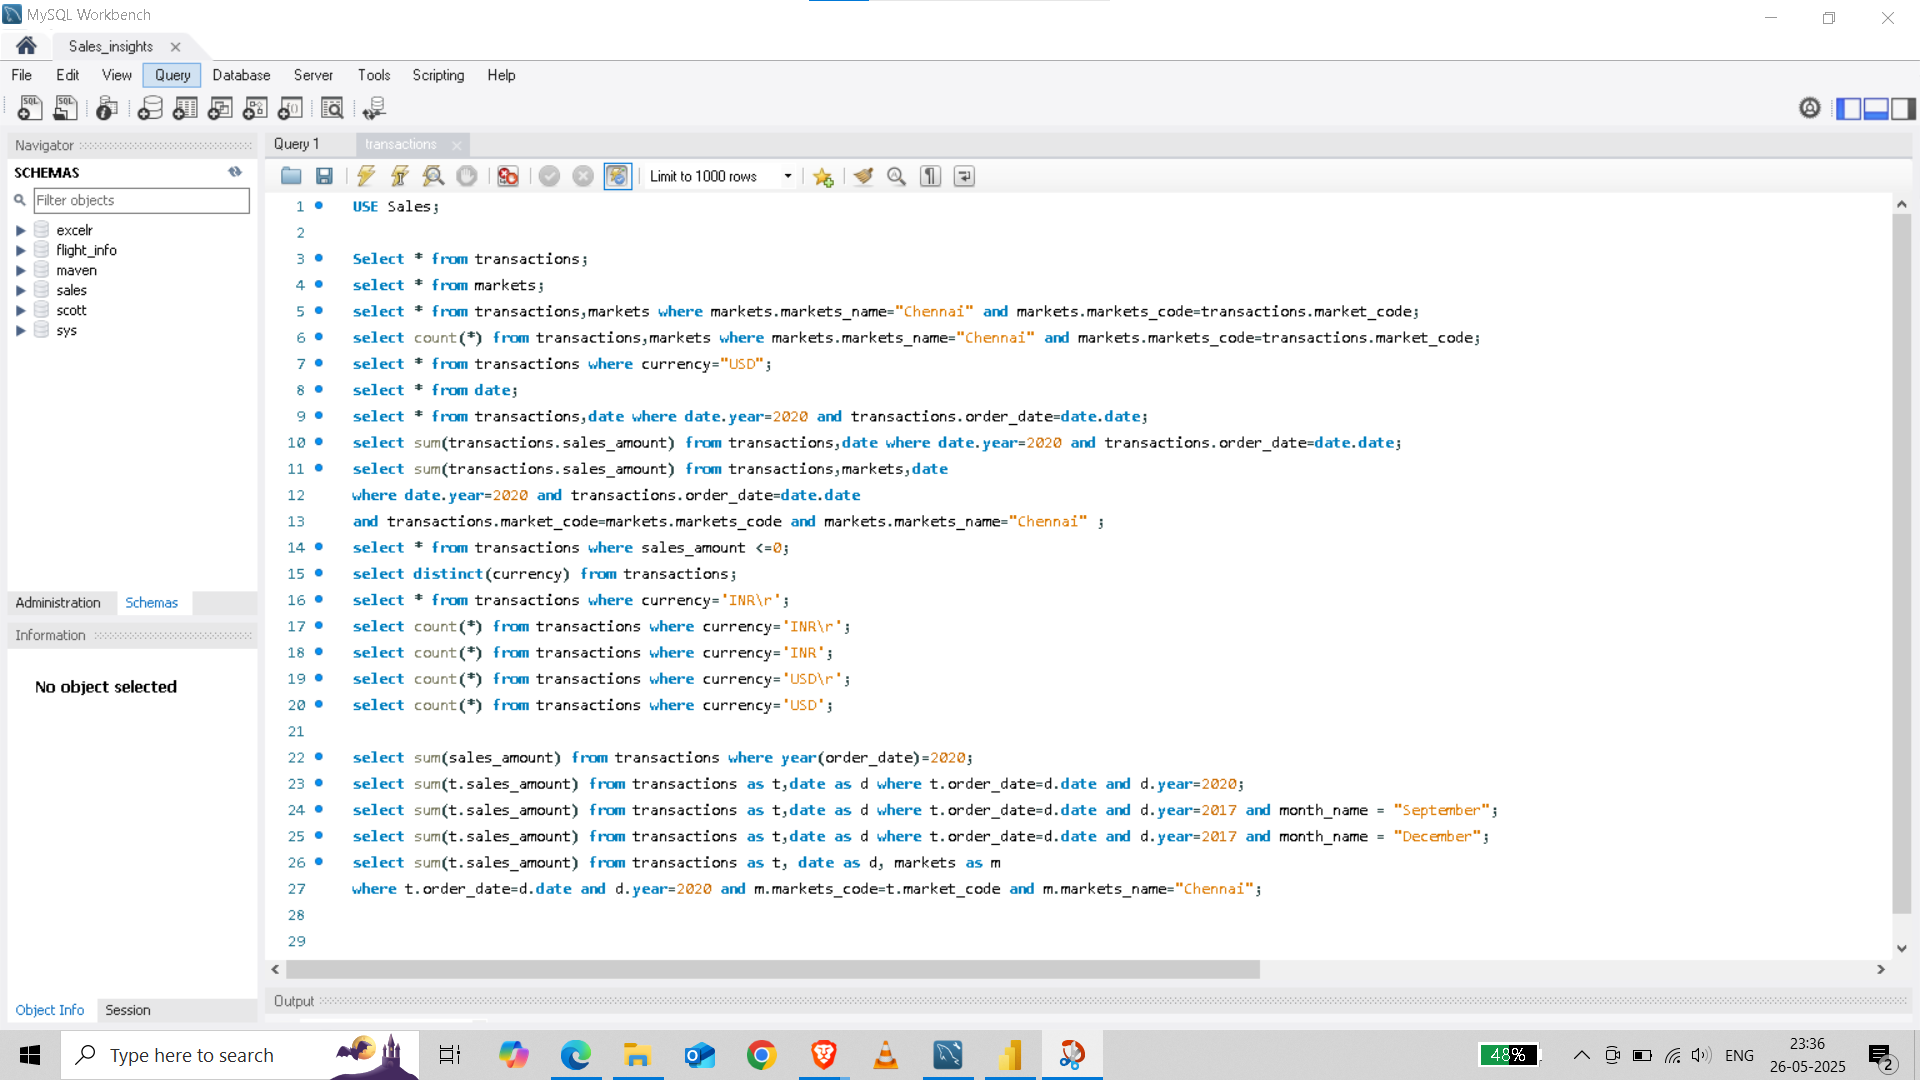 MySQL Workbench
Sales_insights
File Edit View Query Database Server Tools Scripting Help
Navigator
SCHEMAS
Filter objects
excelr
flight_info
maven
sales
scott
sys
Administration Schemas
Information
No object selected
Object Info Session
Query 1 transactions
Limit to 1000 rows
1 USE Sales;
2
3 Select * from transactions;
4 select * from markets;
5 select * from transactions,markets where markets.markets_name="Chennai" and markets.markets_code=transactions.market_code;
6 select count(*) from transactions,markets where markets.markets_name="Chennai" and markets.markets_code=transactions.market_code;
7 select * from transactions where currency="USD";
8 select * from date;
9 select * from transactions,date where date.year=2020 and transactions.order_date=date.date;
10 select sum(transactions.sales_amount) from transactions,date where date.year=2020 and transactions.order_date=date.date;
11 select sum(transactions.sales_amount) from transactions,markets,date
12 where date.year=2020 and transactions.order_date=date.date
13 and transactions.market_code=markets.markets_code and markets.markets_name="Chennai" ;
14 select * from transactions where sales_amount <=0;
15 select distinct(currency) from transactions;
16 select * from transactions where currency='INR\r';
17 select count(*) from transactions where currency='INR\r';
18 select count(*) from transactions where currency='INR';
19 select count(*) from transactions where currency='USD\r';
20 select count(*) from transactions where currency='USD';
21
22 select sum(sales_amount) from transactions where year(order_date)=2020;
23 select sum(t.sales_amount) from transactions as t,date as d where t.order_date=d.date and d.year=2020;
24 select sum(t.sales_amount) from transactions as t,date as d where t.order_date=d.date and d.year=2017 and month_name = "September";
25 select sum(t.sales_amount) from transactions as t,date as d where t.order_date=d.date and d.year=2017 and month_name = "December";
26 select sum(t.sales_amount) from transactions as t, date as d, markets as m
27 where t.order_date=d.date and d.year=2020 and m.markets_code=t.market_code and m.markets_name="Chennai";
28
29
Output
Type here to search
48%
ENG
23:36
26-05-2025
2